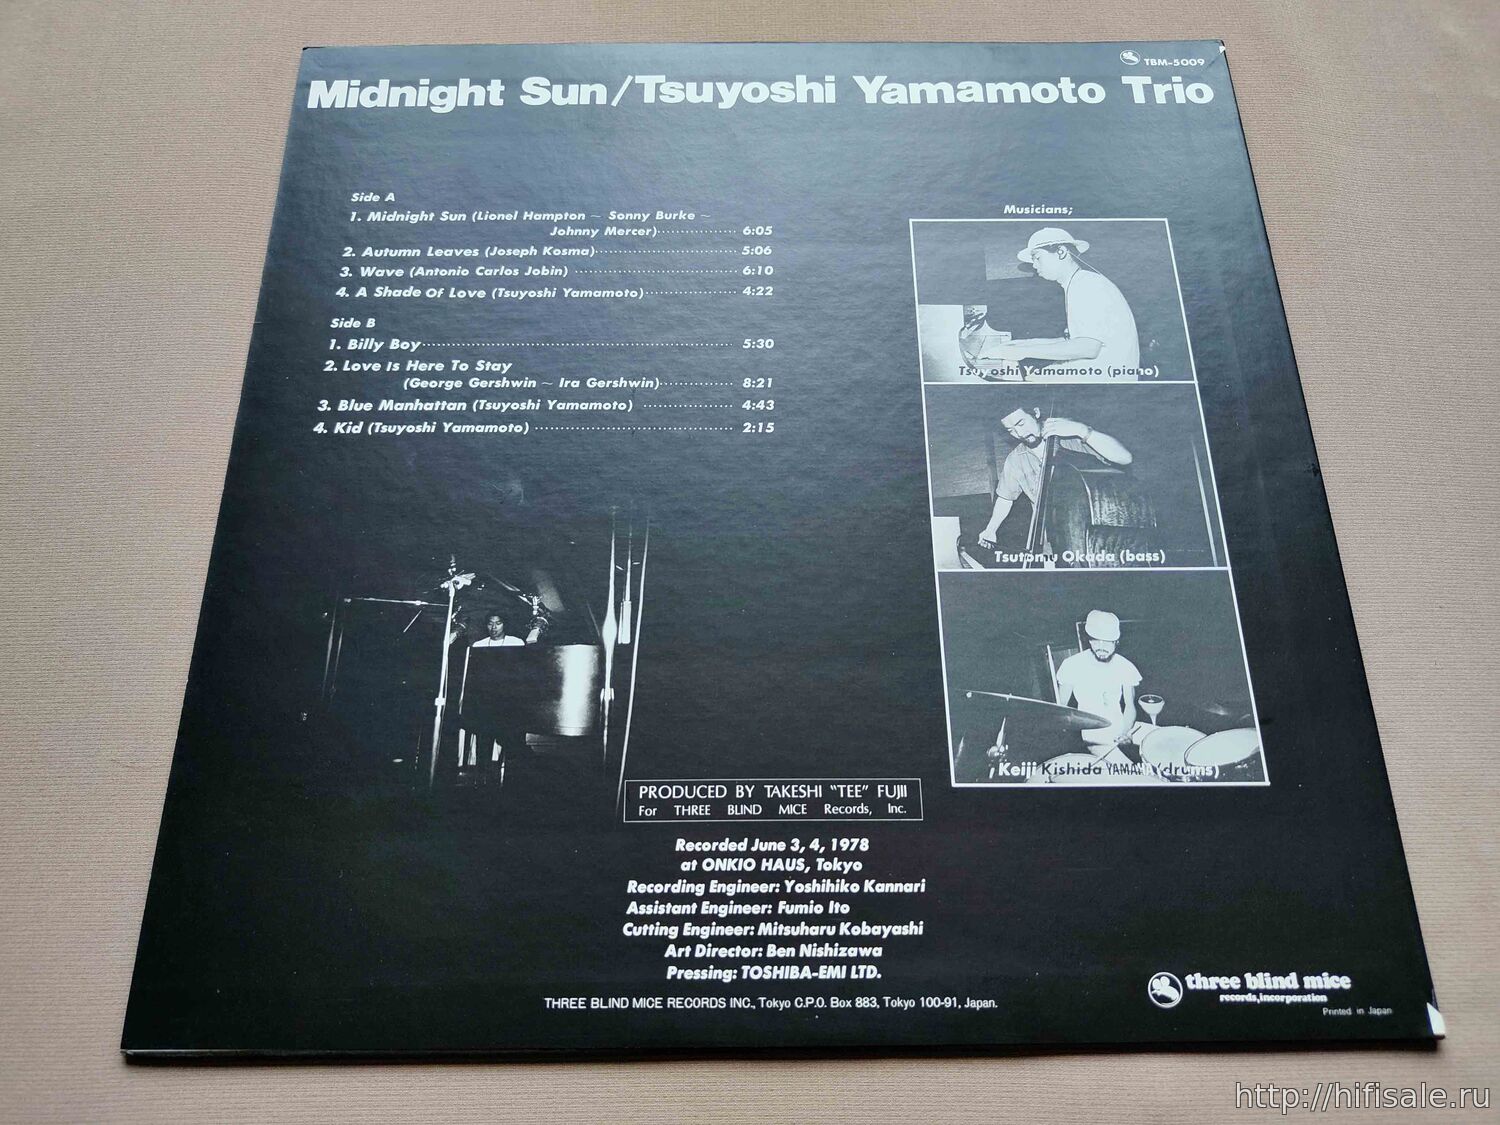 TBM-5009
Midnight Sun/Tsuyoshi Yamamoto Trio
Side A
1. Midnight Sun (Lionel Hampton ~ Sonny Burke ~
Johnny Mercer) 6:05
2. Autumn Leaves (Joseph Kosma) 5:06
3. Wave (Antonio Carlos Jobin) 6:10
4. A Shade Of Love (Tsuyoshi Yamamoto) 4:22
Side B
1. Billy Boy 5:30
2. Love Is Here To Stay
(George Gershwin ~ Ira Gershwin) 8:21
3. Blue Manhattan (Tsuyoshi Yamamoto) 4:43
4. Kid (Tsuyoshi Yamamoto) 2:15
Musicians;
Tsuyoshi Yamamoto (piano)
Tsutomu Okada (bass)
Keiji Kishida YAMAHA (drums)
PRODUCED BY TAKESHI "TEE" FUJII
For THREE BLIND MICE Records, Inc.
Recorded June 3, 4, 1978
at ONKIO HAUS, Tokyo
Recording Engineer: Yoshihiko Kannari
Assistant Engineer: Fumio Ito
Cutting Engineer: Mitsuharu Kobayashi
Art Director: Ben Nishizawa
Pressing: TOSHIBA-EMI LTD.
THREE BLIND MICE RECORDS INC., Tokyo C.P.O. Box 883, Tokyo 100-91, Japan.
three blind mice
records, incorporation
Printed in Japan
http://hifisale.ru